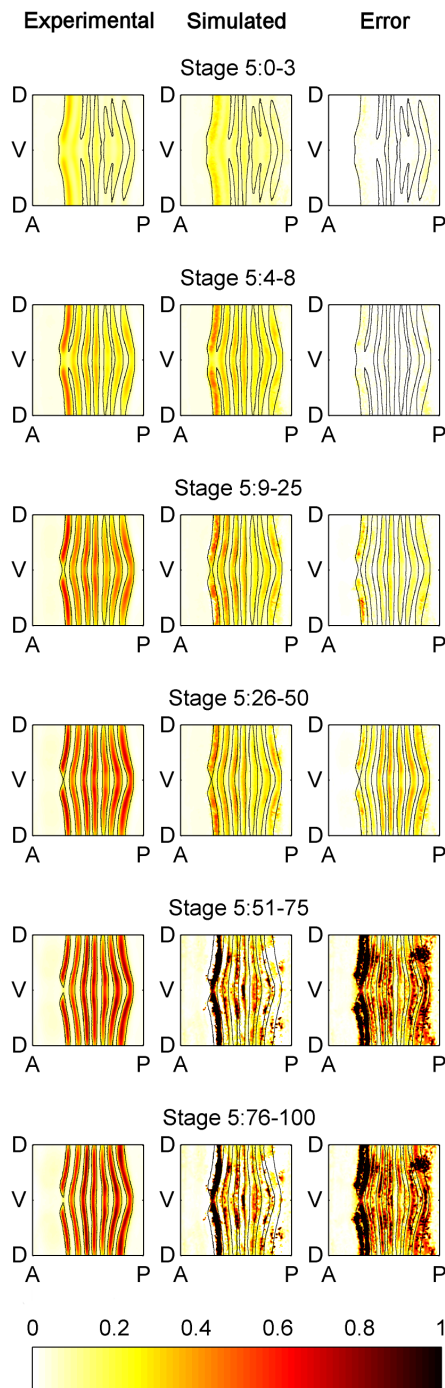 Experimental Simulated Error
Stage 5:0-3
D D D
V V V
D D D
A P A P A P
Stage 5:4-8
D D D
V V V
D D D
A P A P A P
Stage 5:9-25
D D D
V V V
D D D
A P A P A P
Stage 5:26-50
D D D
V V V
D D D
A P A P A P
Stage 5:51-75
D D D
V V V
D D D
A P A P A P
Stage 5:76-100
D D D
V V V
D D D
A P A P A P
0 0.2 0.4 0.6 0.8 1